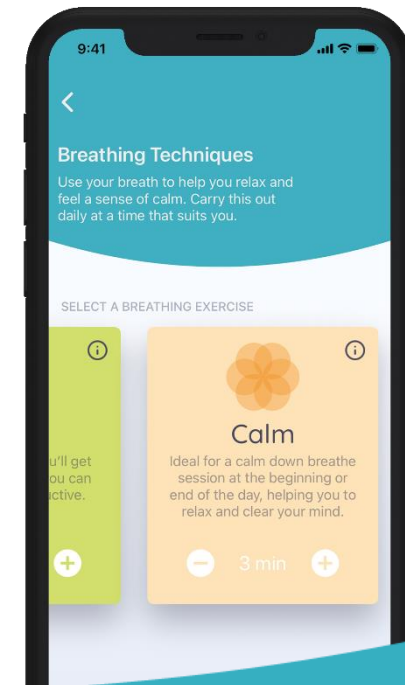 9:41
Breathing Techniques
Use your breath to help you relax and
feel a sense of calm. Carry this out
daily at a time that suits you.
SELECT A BREATHING EXERCISE
u'll get
ou can
ctive.
Calm
Ideal for a calm down breathe
session at the beginning or
end of the day, helping you to
relax and clear your mind.
3 min